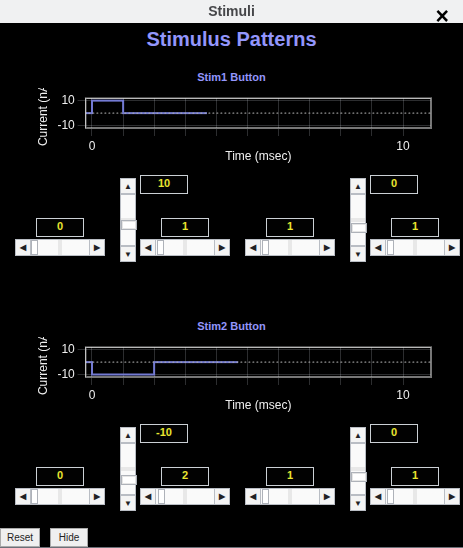 Stimuli
×
Stimulus Patterns
Stim1 Button
Current (n
10
-10
0 10
Time (msec)
10 0
0 1 1 1
Stim2 Button
Current (n
10
-10
0 10
Time (msec)
-10 0
0 2 1 1
Reset Hide